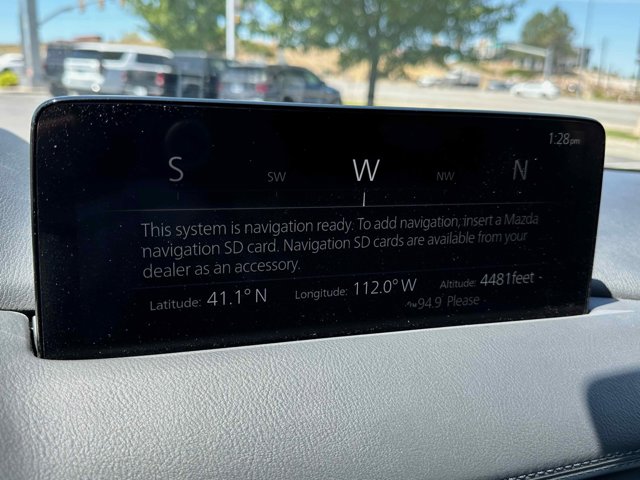 1:28pm
S SW W NW N
This system is navigation ready. To add navigation, insert a Mazda
navigation SD card. Navigation SD cards are available from your
dealer as an accessory.
Latitude: 41.1° N Longitude: 112.0° W Altitude: 4481feet
FM 94.9 Please